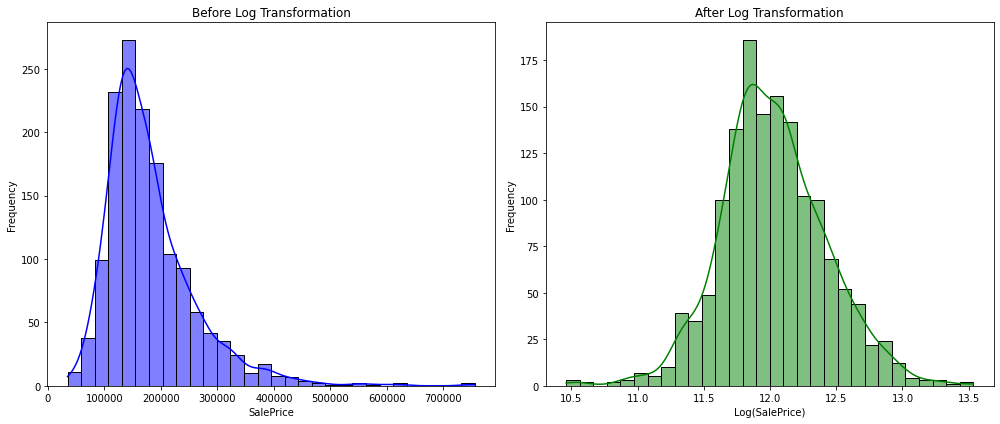 Before Log Transformation
250
200
150
100
50
0
Frequency
0 100000 200000 300000 400000 500000 600000 700000
SalePrice
After Log Transformation
175
150
125
100
75
50
25
0
Frequency
10.5 11.0 11.5 12.0 12.5 13.0 13.5
Log(SalePrice)